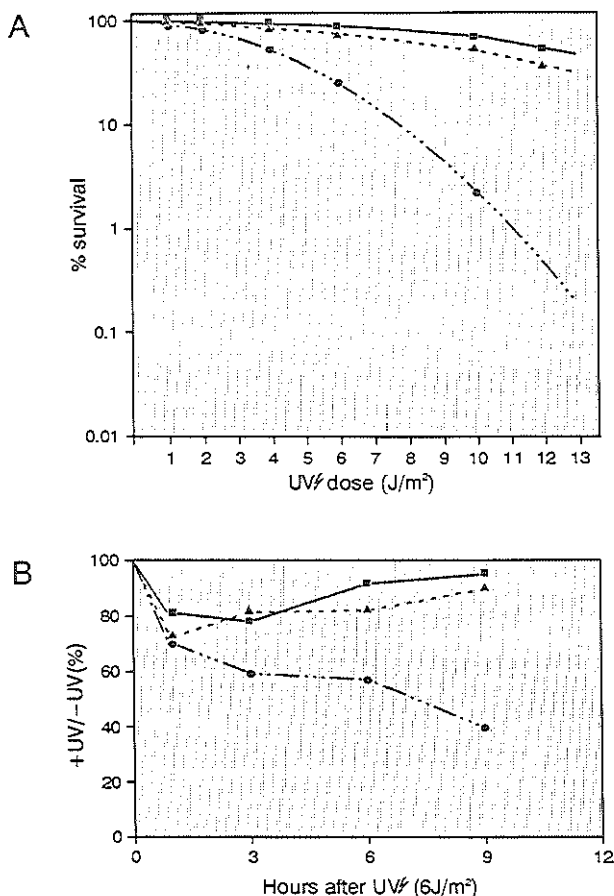 A
100
10
1
0.1
0.01
% survival
1 2 3 4 5 6 7 8 9 10 11 12 13
UV dose (J/m²)
B
100
80
60
40
20
0
+UV/−UV(%)
0 3 6 9 12
Hours after UV (6J/m²)